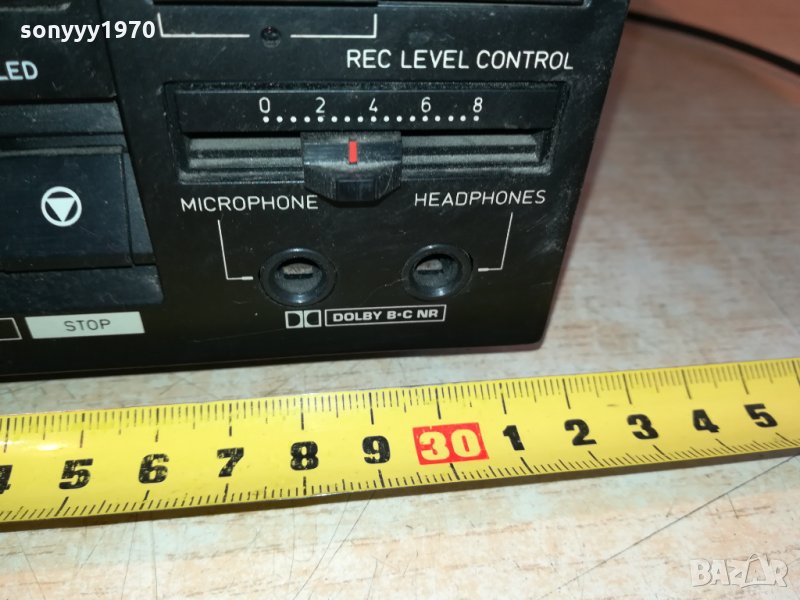 sonyyy1970
LED
REC LEVEL CONTROL
0 2 4 6 8
MICROPHONE
HEADPHONES
STOP
DOLBY B·C NR
4 5 6 7 8 9 30 1 2 3 4 5
BAZAR